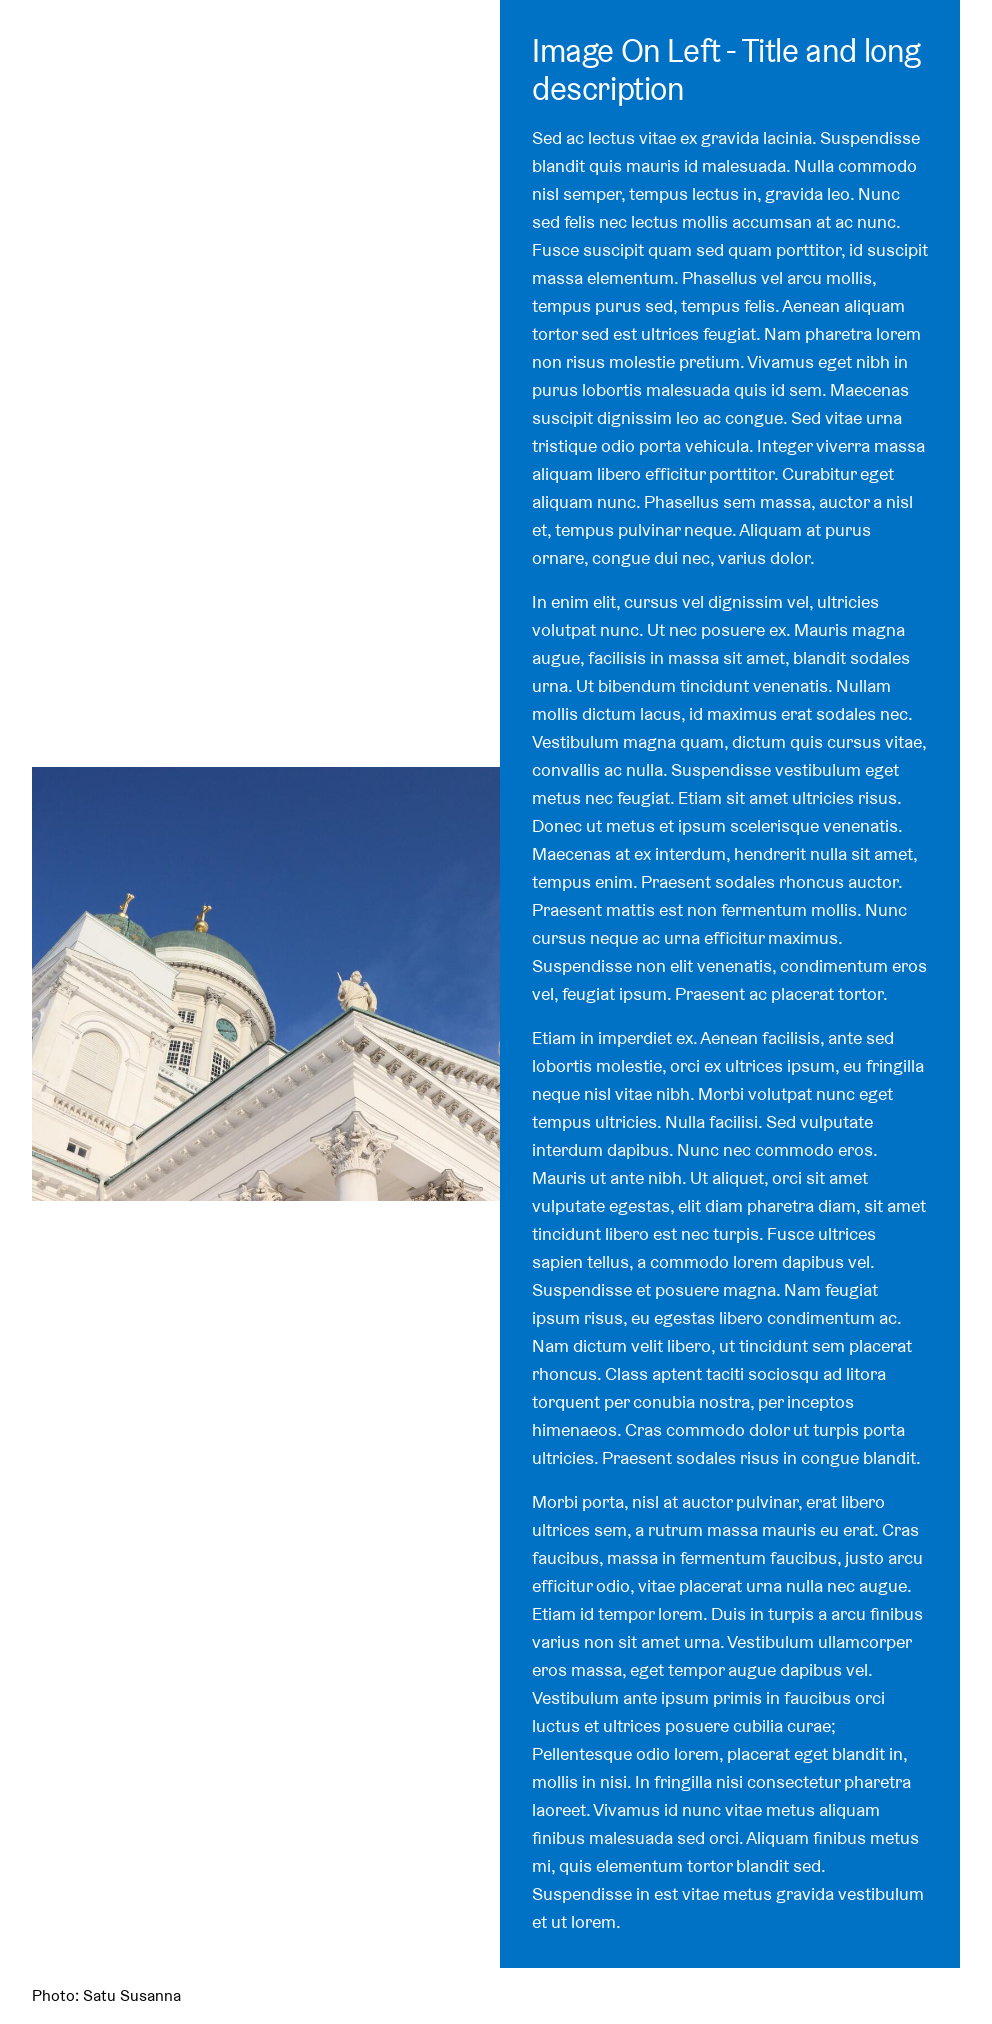 Image On Left - Title and long
description
Sed ac lectus vitae ex gravida lacinia. Suspendisse
blandit quis mauris id malesuada. Nulla commodo
nisl semper, tempus lectus in, gravida leo. Nunc
sed felis nec lectus mollis accumsan at ac nunc.
Fusce suscipit quam sed quam porttitor, id suscipit
massa elementum. Phasellus vel arcu mollis,
tempus purus sed, tempus felis. Aenean aliquam
tortor sed est ultrices feugiat. Nam pharetra lorem
non risus molestie pretium. Vivamus eget nibh in
purus lobortis malesuada quis id sem. Maecenas
suscipit dignissim leo ac congue. Sed vitae urna
tristique odio porta vehicula. Integer viverra massa
aliquam libero efficitur porttitor. Curabitur eget
aliquam nunc. Phasellus sem massa, auctor a nisl
et, tempus pulvinar neque. Aliquam at purus
ornare, congue dui nec, varius dolor.
In enim elit, cursus vel dignissim vel, ultricies
volutpat nunc. Ut nec posuere ex. Mauris magna
augue, facilisis in massa sit amet, blandit sodales
urna. Ut bibendum tincidunt venenatis. Nullam
mollis dictum lacus, id maximus erat sodales nec.
Vestibulum magna quam, dictum quis cursus vitae,
convallis ac nulla. Suspendisse vestibulum eget
metus nec feugiat. Etiam sit amet ultricies risus.
Donec ut metus et ipsum scelerisque venenatis.
Maecenas at ex interdum, hendrerit nulla sit amet,
tempus enim. Praesent sodales rhoncus auctor.
Praesent mattis est non fermentum mollis. Nunc
cursus neque ac urna efficitur maximus.
Suspendisse non elit venenatis, condimentum eros
vel, feugiat ipsum. Praesent ac placerat tortor.
Etiam in imperdiet ex. Aenean facilisis, ante sed
lobortis molestie, orci ex ultrices ipsum, eu fringilla
neque nisl vitae nibh. Morbi volutpat nunc eget
tempus ultricies. Nulla facilisi. Sed vulputate
interdum dapibus. Nunc nec commodo eros.
Mauris ut ante nibh. Ut aliquet, orci sit amet
vulputate egestas, elit diam pharetra diam, sit amet
tincidunt libero est nec turpis. Fusce ultrices
sapien tellus, a commodo lorem dapibus vel.
Suspendisse et posuere magna. Nam feugiat
ipsum risus, eu egestas libero condimentum ac.
Nam dictum velit libero, ut tincidunt sem placerat
rhoncus. Class aptent taciti sociosqu ad litora
torquent per conubia nostra, per inceptos
himenaeos. Cras commodo dolor ut turpis porta
ultricies. Praesent sodales risus in congue blandit.
Morbi porta, nisl at auctor pulvinar, erat libero
ultrices sem, a rutrum massa mauris eu erat. Cras
faucibus, massa in fermentum faucibus, justo arcu
efficitur odio, vitae placerat urna nulla nec augue.
Etiam id tempor lorem. Duis in turpis a arcu finibus
varius non sit amet urna. Vestibulum ullamcorper
eros massa, eget tempor augue dapibus vel.
Vestibulum ante ipsum primis in faucibus orci
luctus et ultrices posuere cubilia curae;
Pellentesque odio lorem, placerat eget blandit in,
mollis in nisi. In fringilla nisi consectetur pharetra
laoreet. Vivamus id nunc vitae metus aliquam
finibus malesuada sed orci. Aliquam finibus metus
mi, quis elementum tortor blandit sed.
Suspendisse in est vitae metus gravida vestibulum
et ut lorem.
Photo: Satu Susanna